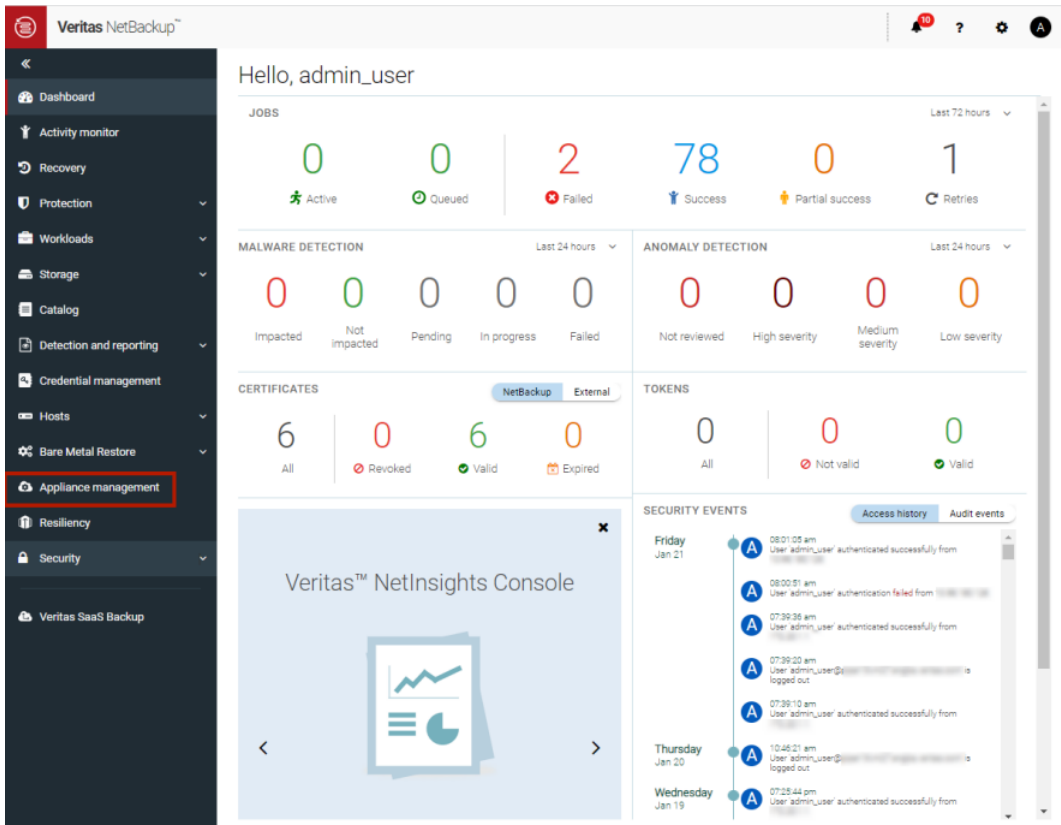 Veritas NetBackup™
10
?
A
«
Dashboard
Activity monitor
Recovery
Protection
Workloads
Storage
Catalog
Detection and reporting
Credential management
Hosts
Bare Metal Restore
Appliance management
Resiliency
Security
Veritas SaaS Backup
Hello, admin_user
JOBS
Last 72 hours
0 0 2 78 0 1
Active Queued Failed Success Partial success Retries
MALWARE DETECTION
Last 24 hours
0 0 0 0 0
Impacted Not impacted Pending In progress Failed
ANOMALY DETECTION
Last 24 hours
0 0 0 0
Not reviewed High severity Medium severity Low severity
CERTIFICATES
NetBackup External
6 0 6 0
All Revoked Valid Expired
TOKENS
0 0 0
All Not valid Valid
Veritas™ NetInsights Console
SECURITY EVENTS
Access history Audit events
Friday
Jan 21
A
08:01:05 am
User 'admin_user' authenticated successfully from
A
08:00:51 am
User 'admin_user' authentication failed from
A
07:39:36 am
User 'admin_user' authenticated successfully from
A
07:39:20 am
User admin_user@ is
logged out
A
07:39:10 am
User 'admin_user' authenticated successfully from
Thursday
Jan 20
A
10:46:21 am
User admin_user@ is
logged out
Wednesday
Jan 19
A
07:25:44 pm
User 'admin_user' authenticated successfully from